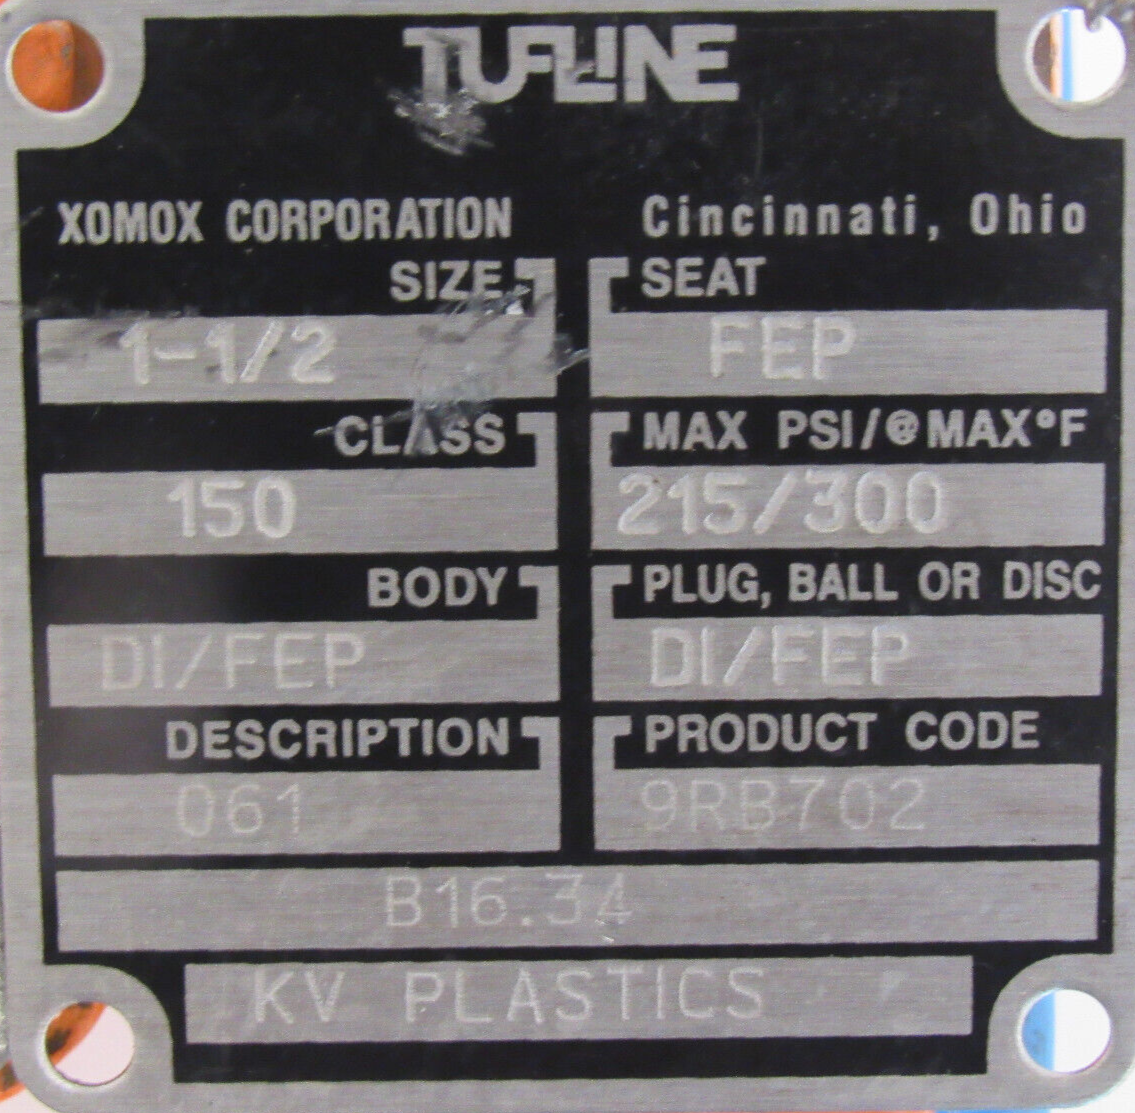 TUFLINE
XOMOX CORPORATION Cincinnati, Ohio
SIZE SEAT
1-1/2 FEP
CLASS MAX PSI/@MAX°F
150 215/300
BODY PLUG, BALL OR DISC
DI/FEP DI/FEP
DESCRIPTION PRODUCT CODE
061 9RB702
B16.34
KV PLASTICS